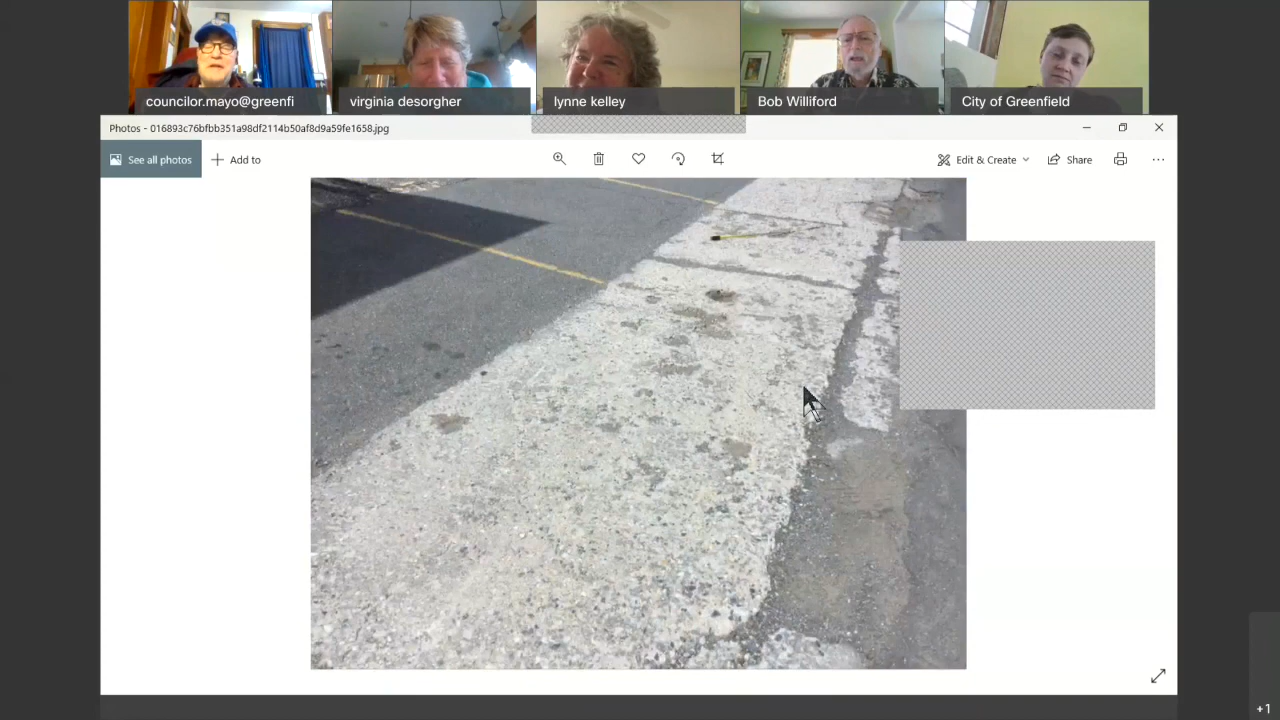 councilor.mayo@greenfi
virginia desorgher
lynne kelley
Bob Williford
City of Greenfield
Photos - 016893c76bfbb351a98df2114b50af8d9a59fe1658.jpg
See all photos
Add to
Edit & Create
Share
+1